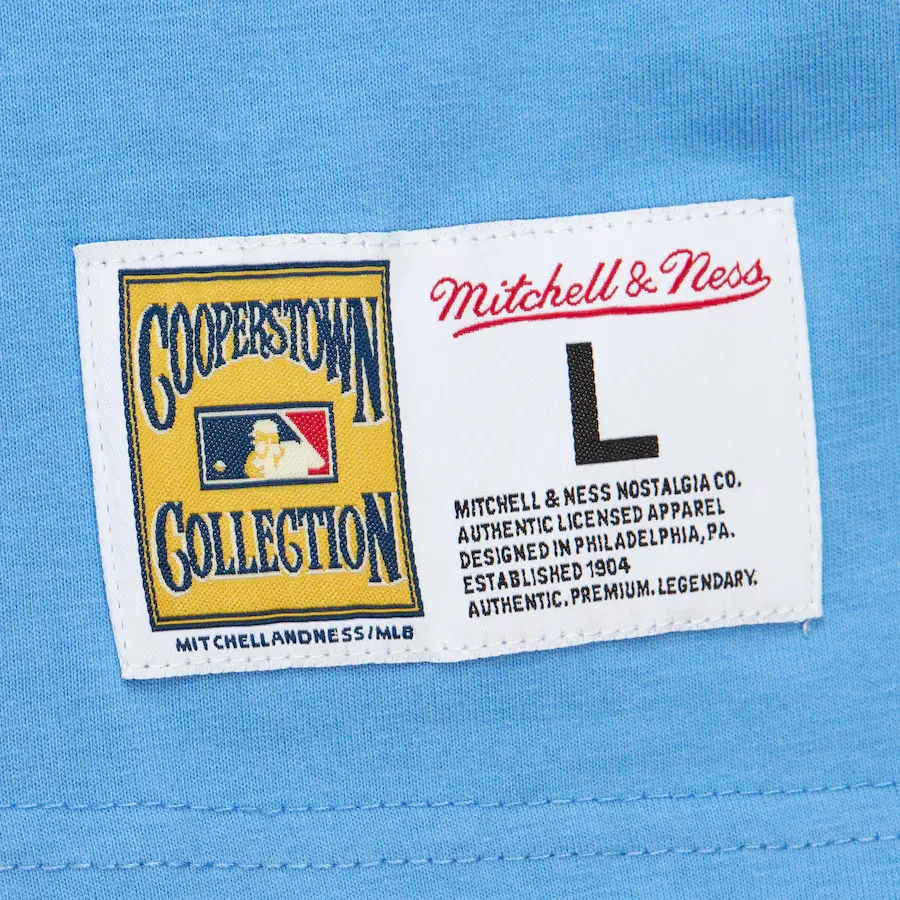 COOPERSTOWN
COLLECTION
MITCHELLANDNESS/MLB
Mitchell & Ness
L
MITCHELL & NESS NOSTALGIA CO.
AUTHENTIC LICENSED APPAREL
DESIGNED IN PHILADELPHIA, PA.
ESTABLISHED 1904
AUTHENTIC. PREMIUM. LEGENDARY.